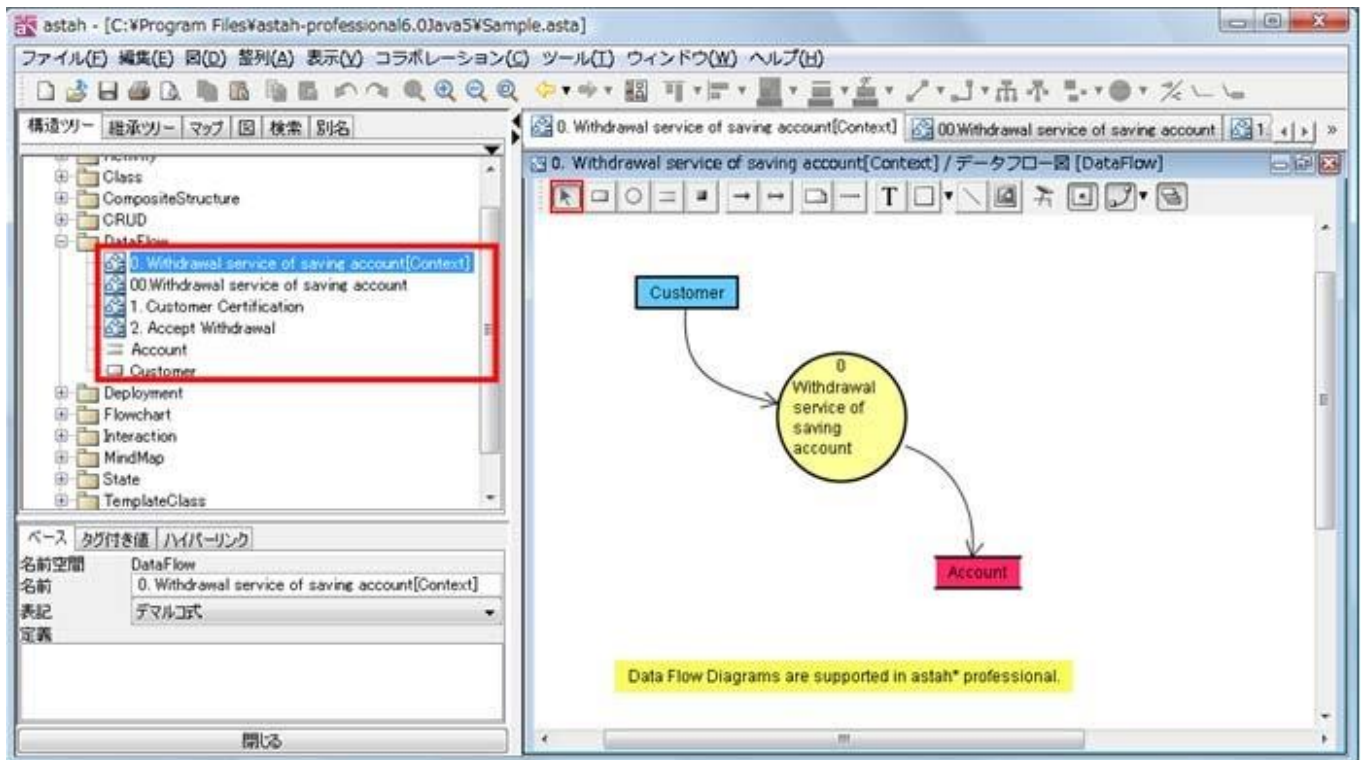 astah - [C:¥Program Files¥astah-professional6.0Java5¥Sample.asta]
ファイル(F) 編集(E) 図(D) 整列(A) 表示(V) コラボレーション(C) ツール(T) ウィンドウ(W) ヘルプ(H)
構造ツリー 継承ツリー マップ 図 検索 別名
0. Withdrawal service of saving account[Context] 00.Withdrawal service of saving account 1.
Activity
Class
CompositeStructure
CRUD
DataFlow
0. Withdrawal service of saving account[Context]
00.Withdrawal service of saving account
1. Customer Certification
2. Accept Withdrawal
Account
Customer
Deployment
Flowchart
Interaction
MindMap
State
TemplateClass
ベース タグ付き値 ハイパーリンク
名前空間 DataFlow
名前 0. Withdrawal service of saving account[Context]
表記 デマルコ式
定義
閉じる
0. Withdrawal service of saving account[Context] / データフロー図 [DataFlow]
T
Customer
0
Withdrawal
service of
saving
account
Account
Data Flow Diagrams are supported in astah* professional.